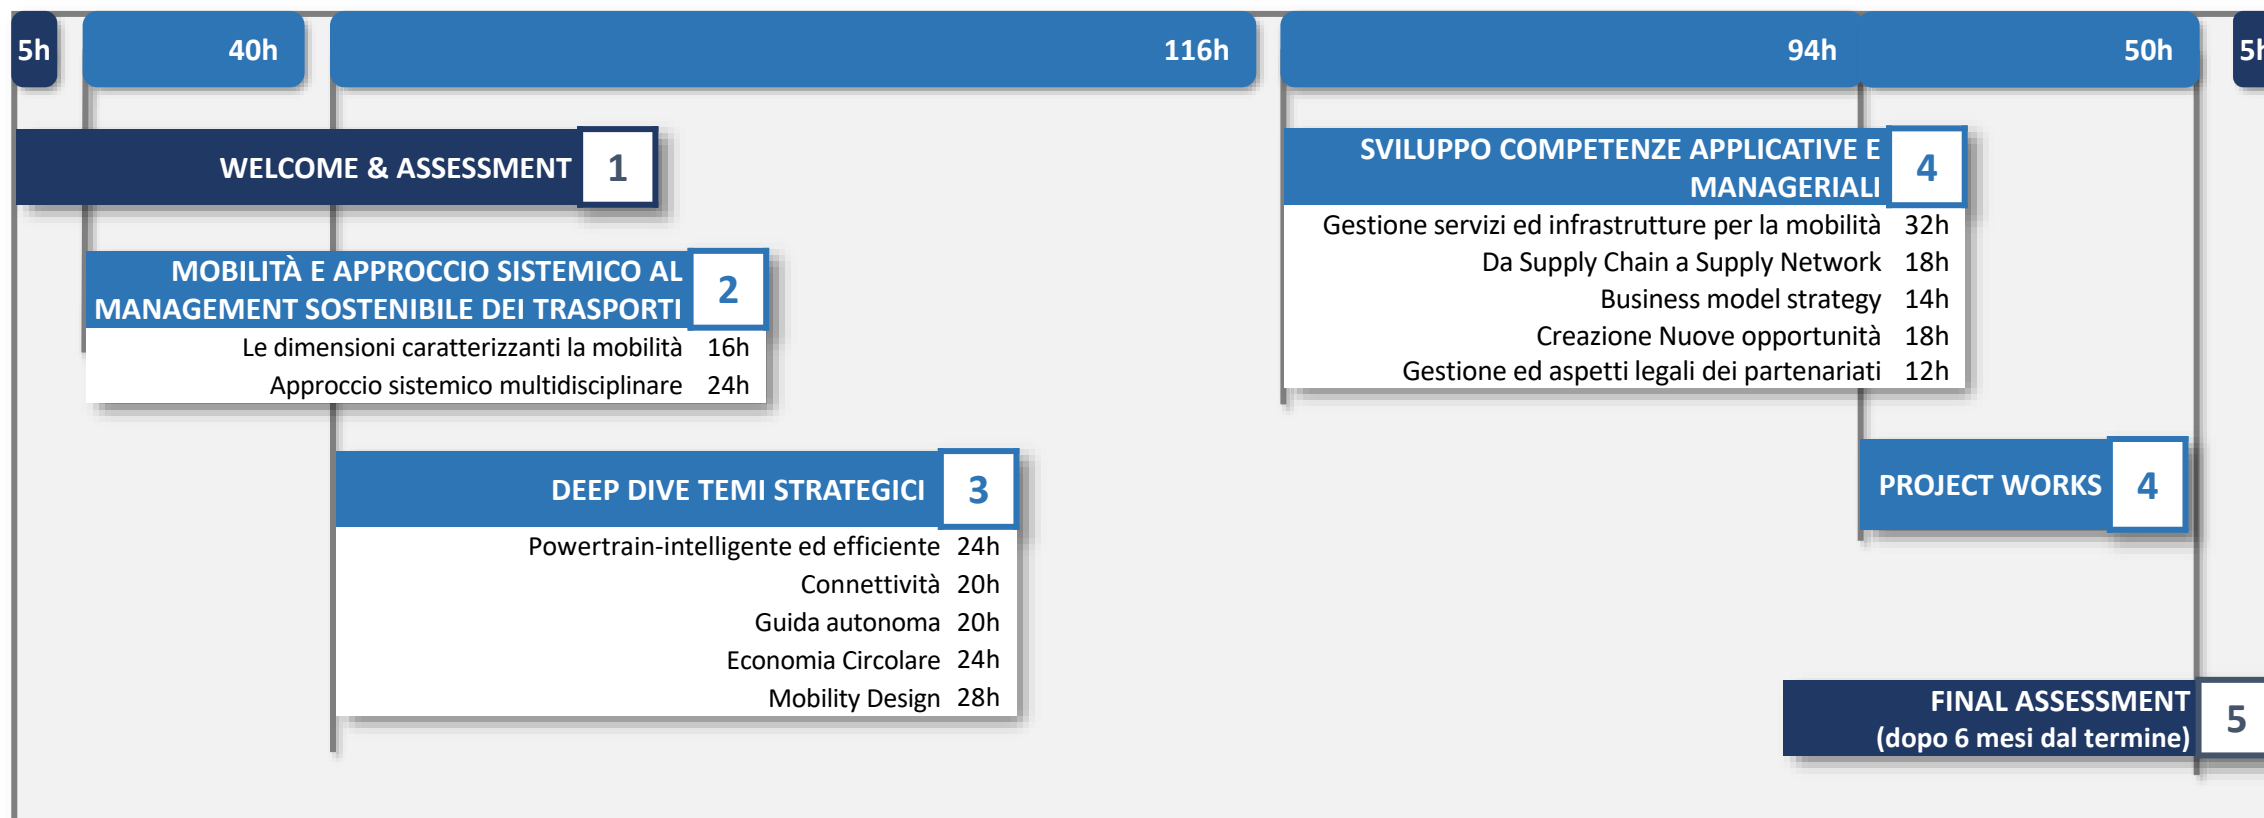 5h
40h
116h
94h
50h
5h
WELCOME & ASSESSMENT 1
MOBILITÀ E APPROCCIO SISTEMICO AL
MANAGEMENT SOSTENIBILE DEI TRASPORTI
2
Le dimensioni caratterizzanti la mobilità 16h
Approccio sistemico multidisciplinare 24h
DEEP DIVE TEMI STRATEGICI 3
Powertrain-intelligente ed efficiente 24h
Connettività 20h
Guida autonoma 20h
Economia Circolare 24h
Mobility Design 28h
SVILUPPO COMPETENZE APPLICATIVE E
MANAGERIALI
4
Gestione servizi ed infrastrutture per la mobilità 32h
Da Supply Chain a Supply Network 18h
Business model strategy 14h
Creazione Nuove opportunità 18h
Gestione ed aspetti legali dei partenariati 12h
PROJECT WORKS 4
FINAL ASSESSMENT
(dopo 6 mesi dal termine)
5